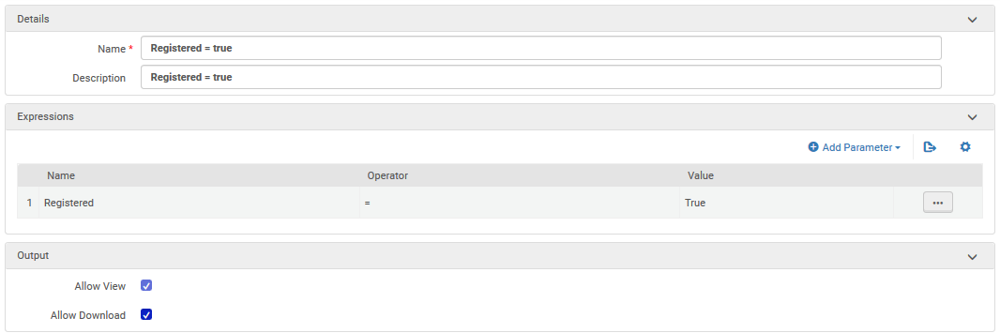 Details
Name *
Registered = true
Description
Registered = true
Expressions
Add Parameter
Name Operator Value
1 Registered = True
Output
Allow View
Allow Download